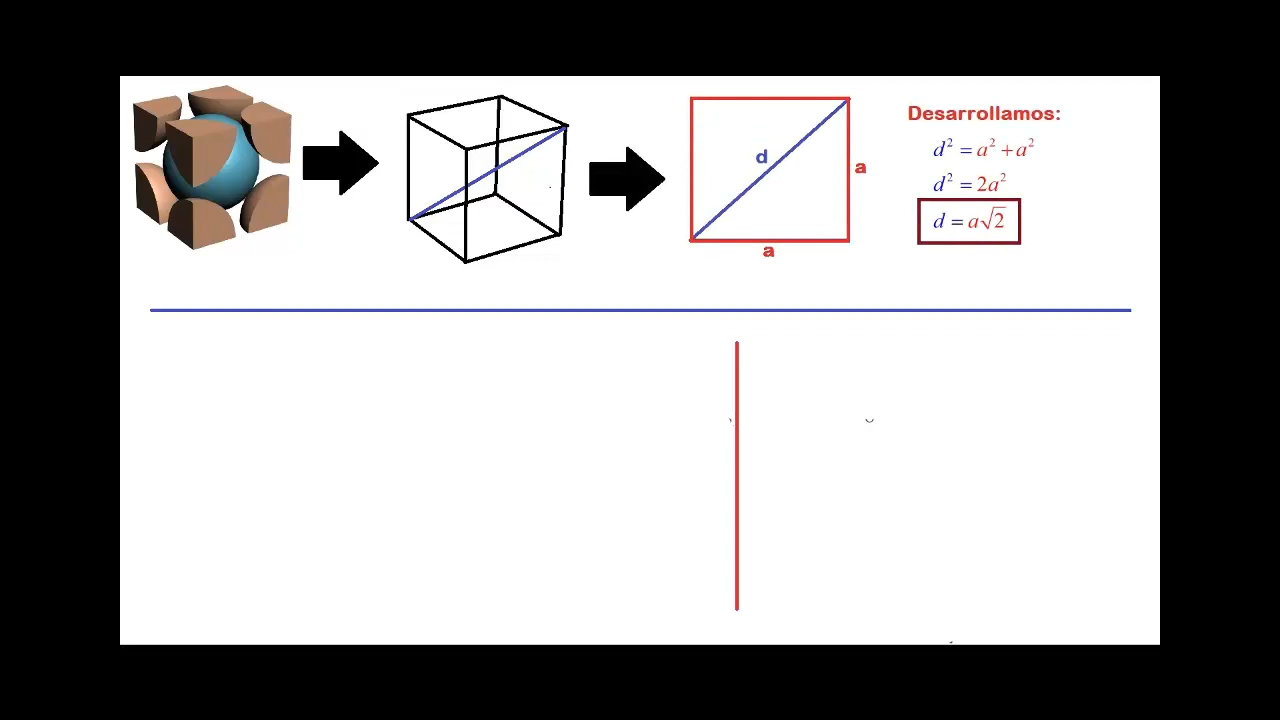 d
a
a
Desarrollamos:
d² = a² + a²
d² = 2a²
d = a√2